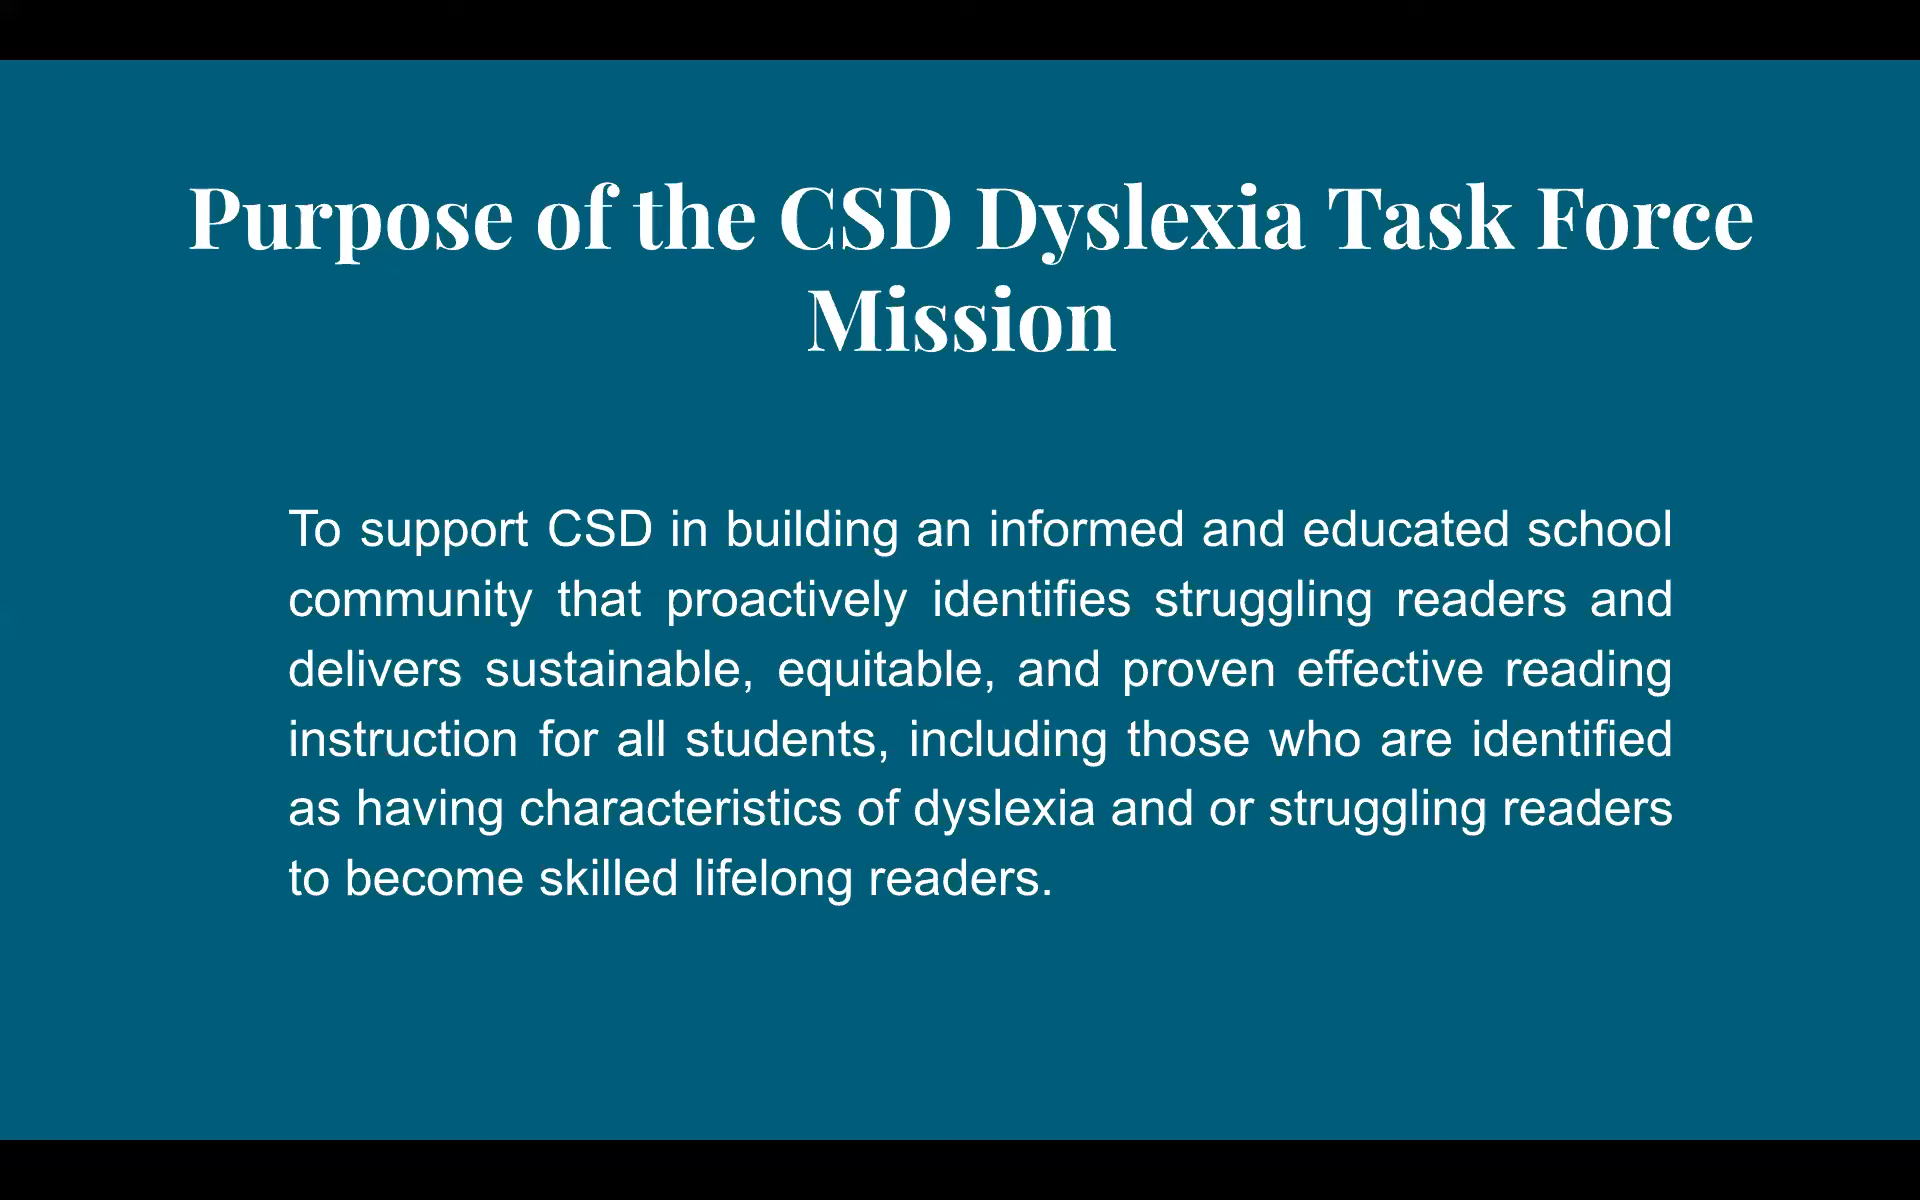 Purpose of the CSD Dyslexia Task Force
Mission
To support CSD in building an informed and educated school
community that proactively identifies struggling readers and
delivers sustainable, equitable, and proven effective reading
instruction for all students, including those who are identified
as having characteristics of dyslexia and or struggling readers
to become skilled lifelong readers.